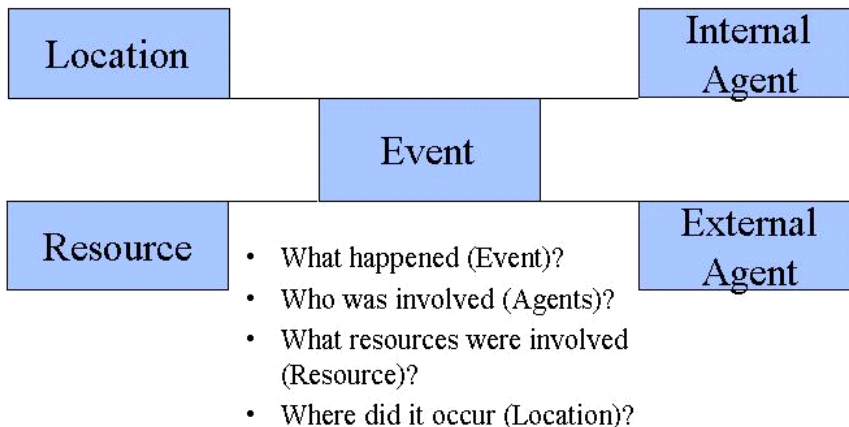 Location
Internal
Agent
Event
Resource
External
Agent
• What happened (Event)?
• Who was involved (Agents)?
• What resources were involved
(Resource)?
• Where did it occur (Location)?